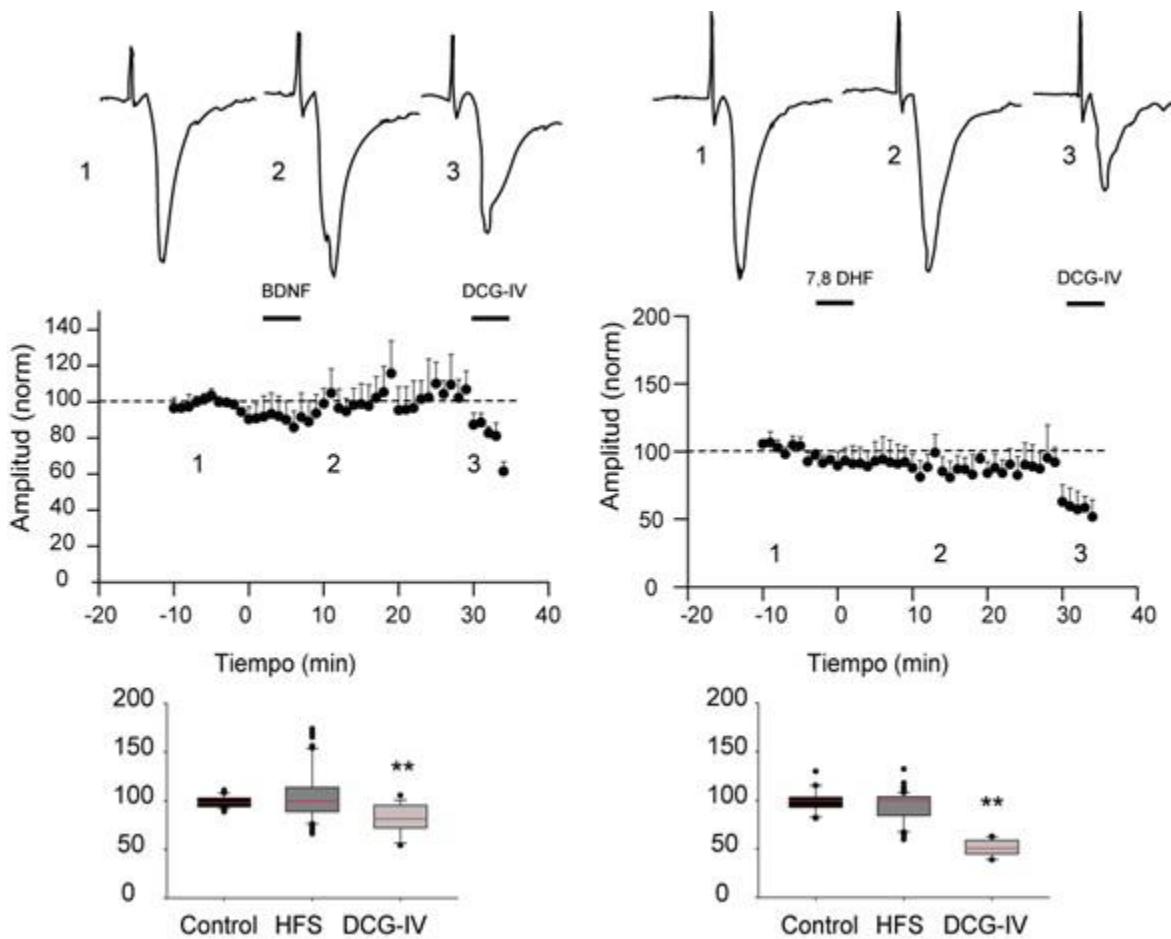 1 2 3
BDNF DCG-IV
Amplitud (norm)
140
120
100
80
60
40
20
0
1 2 3
-20 -10 0 10 20 30 40
Tiempo (min)
200
150
100
50
0
**
Control HFS DCG-IV
1 2 3
7,8 DHF DCG-IV
Amplitud (norm)
200
150
100
50
0
1 2 3
-20 -10 0 10 20 30 40
Tiempo (min)
200
150
100
50
0
**
Control HFS DCG-IV